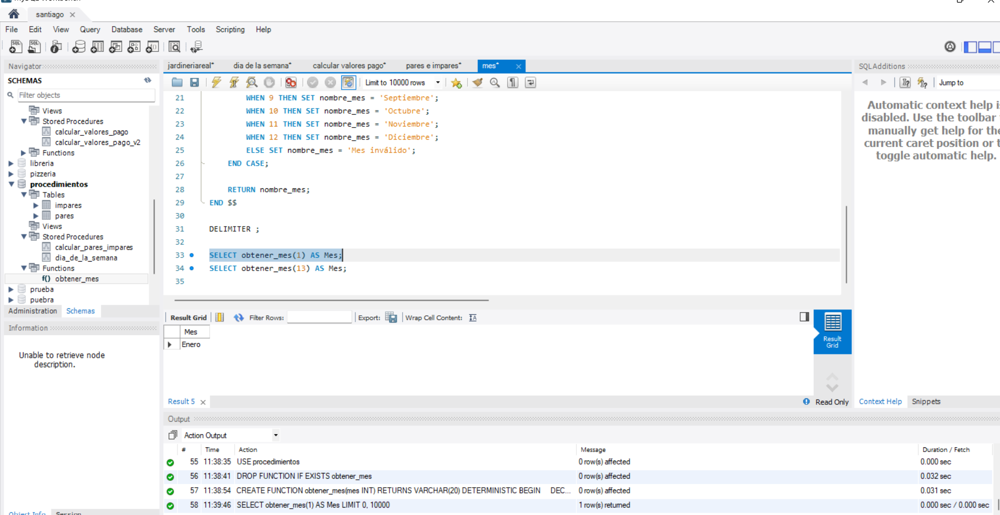 santiago
File Edit View Query Database Server Tools Scripting Help
Navigator
SCHEMAS
Filter objects
Views
Stored Procedures
calcular_valores_pago
calcular_valores_pago_v2
Functions
libreria
pizzeria
procedimientos
Tables
impares
pares
Views
Stored Procedures
calcular_pares_impares
dia_de_la_semana
Functions
f() obtener_mes
prueba
puebra
Administration Schemas
Information
Unable to retrieve node
description.
Object Info Session
jardineriareal* dia de la semana* calcular valores pago* pares e impares* mes*
Limit to 10000 rows
21 WHEN 9 THEN SET nombre_mes = 'Septiembre';
22 WHEN 10 THEN SET nombre_mes = 'Octubre';
23 WHEN 11 THEN SET nombre_mes = 'Noviembre';
24 WHEN 12 THEN SET nombre_mes = 'Diciembre';
25 ELSE SET nombre_mes = 'Mes inválido';
26 END CASE;
27
28 RETURN nombre_mes;
29 END $$
30
31 DELIMITER ;
32
33 SELECT obtener_mes(1) AS Mes;
34 SELECT obtener_mes(13) AS Mes;
35
Result Grid Filter Rows: Export: Wrap Cell Content:
Mes
Enero
Result
Grid
Result 5
Read Only
SQLAdditions
Jump to
Automatic context help
disabled. Use the toolbar
manually get help for the
current caret position or
toggle automatic help.
Context Help Snippets
Output
Action Output
# Time Action Message Duration / Fetch
55 11:38:35 USE procedimientos 0 row(s) affected 0.000 sec
56 11:38:41 DROP FUNCTION IF EXISTS obtener_mes 0 row(s) affected 0.032 sec
57 11:38:54 CREATE FUNCTION obtener_mes(mes INT) RETURNS VARCHAR(20) DETERMINISTIC BEGIN DEC... 0 row(s) affected 0.031 sec
58 11:39:46 SELECT obtener_mes(1) AS Mes LIMIT 0, 10000 1 row(s) returned 0.000 sec / 0.000 sec